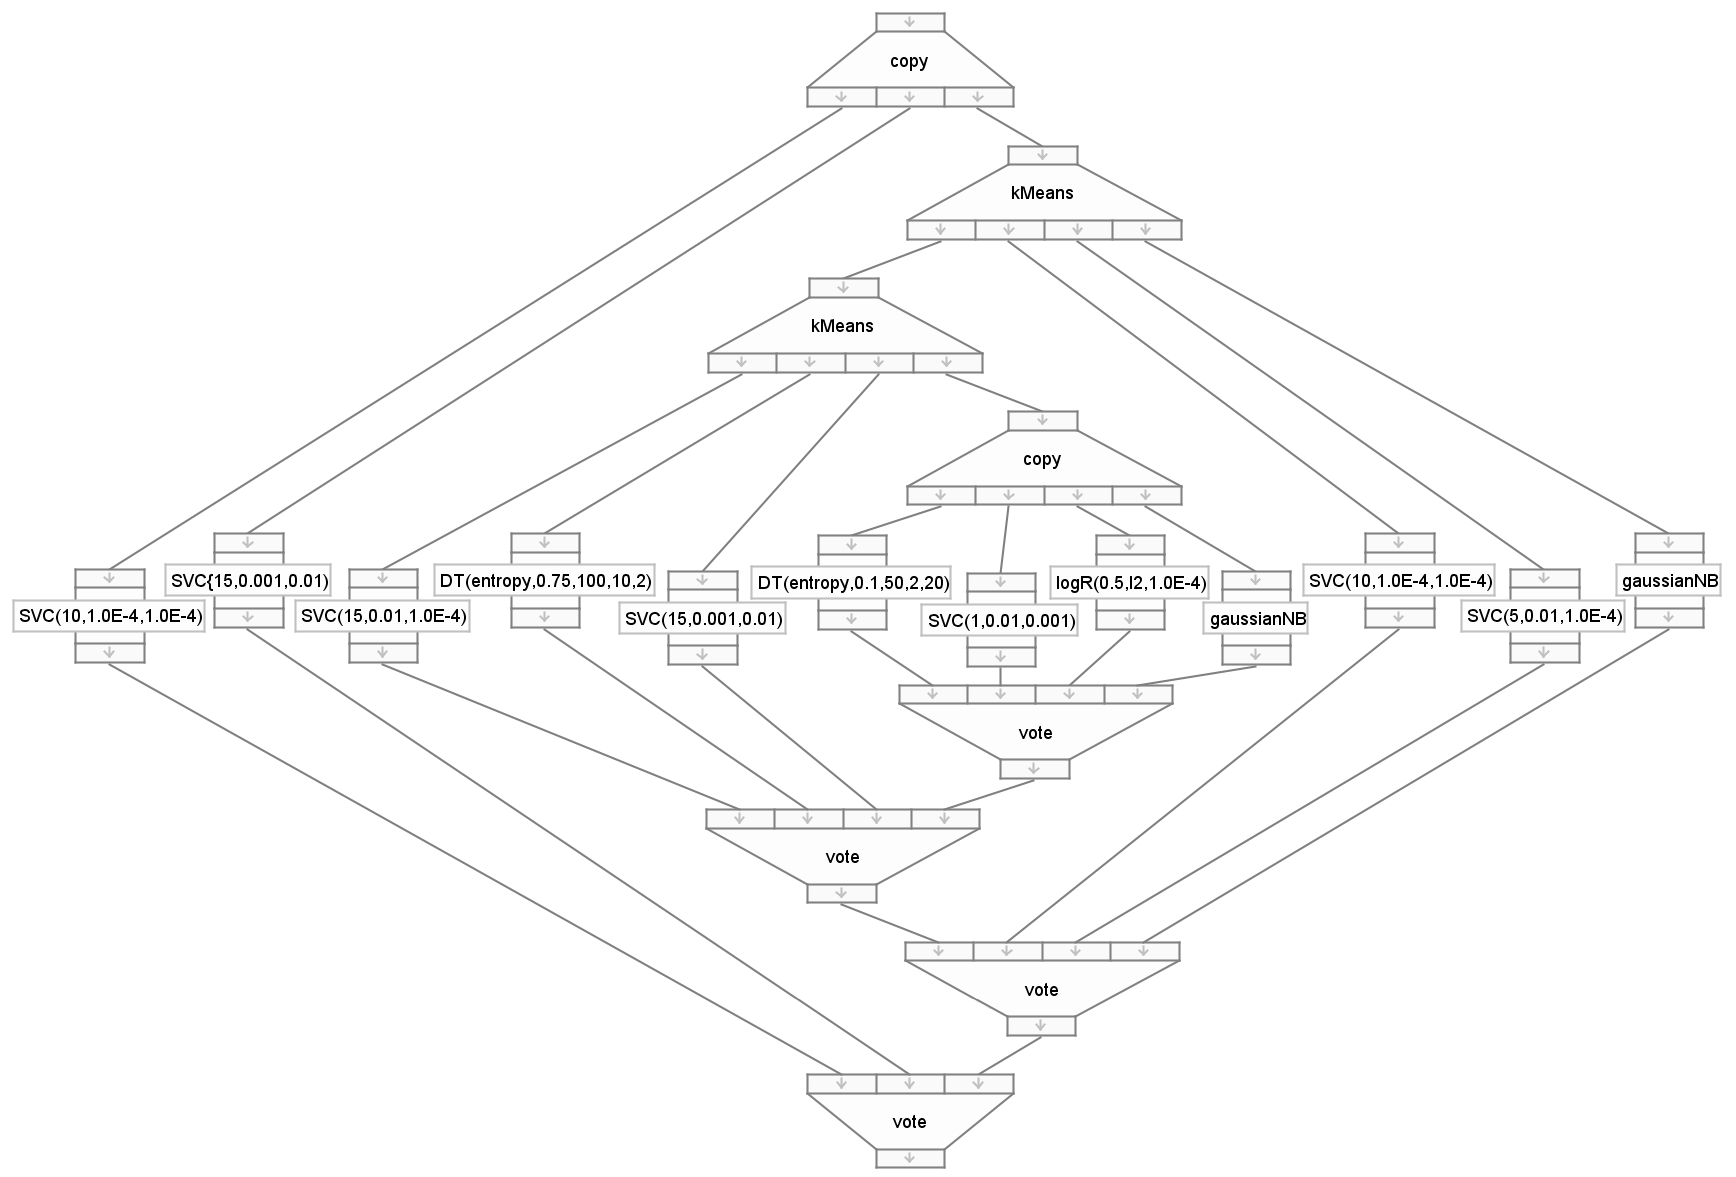 copy
kMeans
kMeans
copy
SVC(10,1.0E-4,1.0E-4)
SVC{15,0.001,0.01)
SVC(15,0.01,1.0E-4)
DT(entropy,0.75,100,10,2)
SVC(15,0.001,0.01)
DT(entropy,0.1,50,2,20)
SVC(1,0.01,0.001)
logR(0.5,l2,1.0E-4)
gaussianNB
SVC(10,1.0E-4,1.0E-4)
SVC(5,0.01,1.0E-4)
gaussianNB
vote
vote
vote
vote